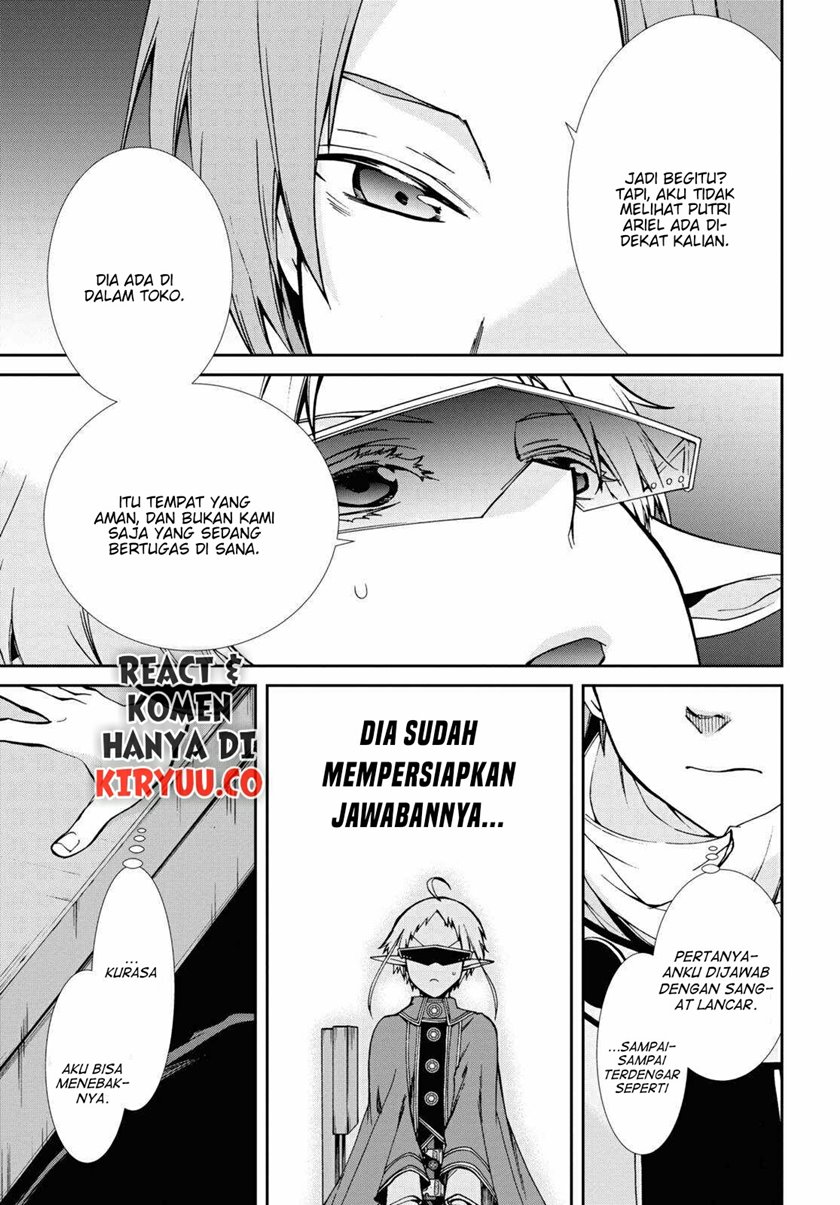 JADI BEGITU?
TAPI, AKU TIDAK
MELIHAT PUTRI
ARIEL ADA DI-
DEKAT KALIAN.
DIA ADA DI
DALAM TOKO.
ITU TEMPAT YANG
AMAN, DAN BUKAN KAMI
SAJA YANG SEDANG
BERTUGAS DI SANA.
PERTANYA-
ANKU DIJAWAB
DENGAN SANG-
AT LANCAR.
...SAMPAI-
SAMPAI
TERDENGAR
SEPERTI
DIA SUDAH
MEMPERSIAPKAN
JAWABANNYA...
REACT &
KOMEN
HANYA DI
KIRYUU.CO
...
KURASA
AKU BISA
MENEBAK-
NYA.